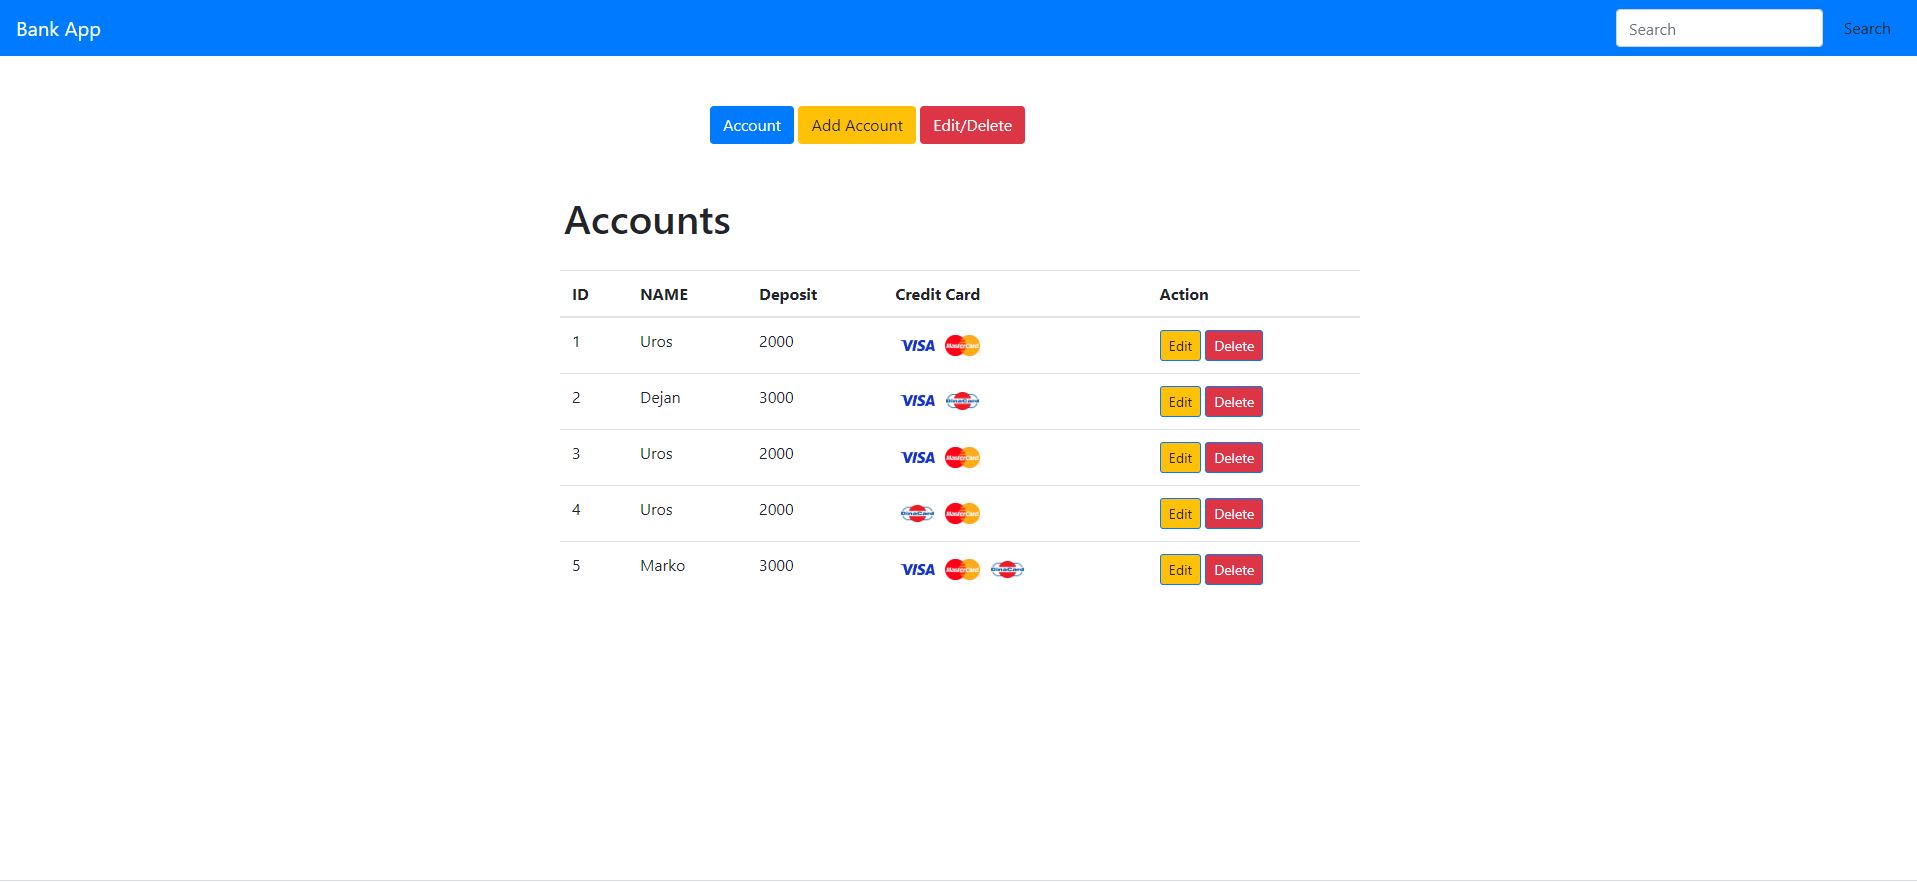 Bank App Search Search
Account Add Account Edit/Delete
Accounts
ID NAME Deposit Credit Card Action
1 Uros 2000 VISA MasterCard Edit Delete
2 Dejan 3000 VISA DinaCard Edit Delete
3 Uros 2000 VISA MasterCard Edit Delete
4 Uros 2000 DinaCard MasterCard Edit Delete
5 Marko 3000 VISA MasterCard DinaCard Edit Delete